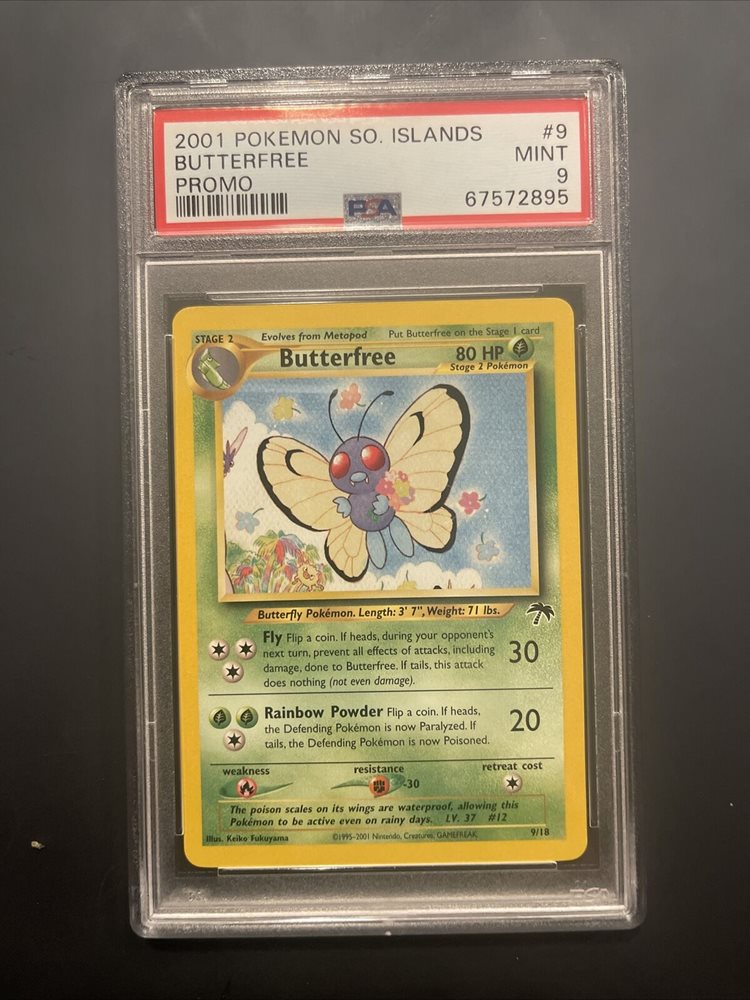 2001 POKEMON SO. ISLANDS #9
BUTTERFREE MINT
PROMO 9
PSA 67572895
STAGE 2 Evolves from Metapod Put Butterfree on the Stage 1 card
Butterfree 80 HP
Stage 2 Pokémon
Butterfly Pokémon. Length: 3' 7", Weight: 71 lbs.
Fly Flip a coin. If heads, during your opponent's
next turn, prevent all effects of attacks, including
damage, done to Butterfree. If tails, this attack
does nothing (not even damage).
30
Rainbow Powder Flip a coin. If heads,
the Defending Pokémon is now Paralyzed. If
tails, the Defending Pokémon is now Poisoned.
20
weakness resistance retreat cost
-30
The poison scales on its wings are waterproof, allowing this
Pokémon to be active even on rainy days. LV. 37 #12
Illus. Keiko Fukuyama ©1995-2001 Nintendo, Creatures, GAMEFREAK. 9/18